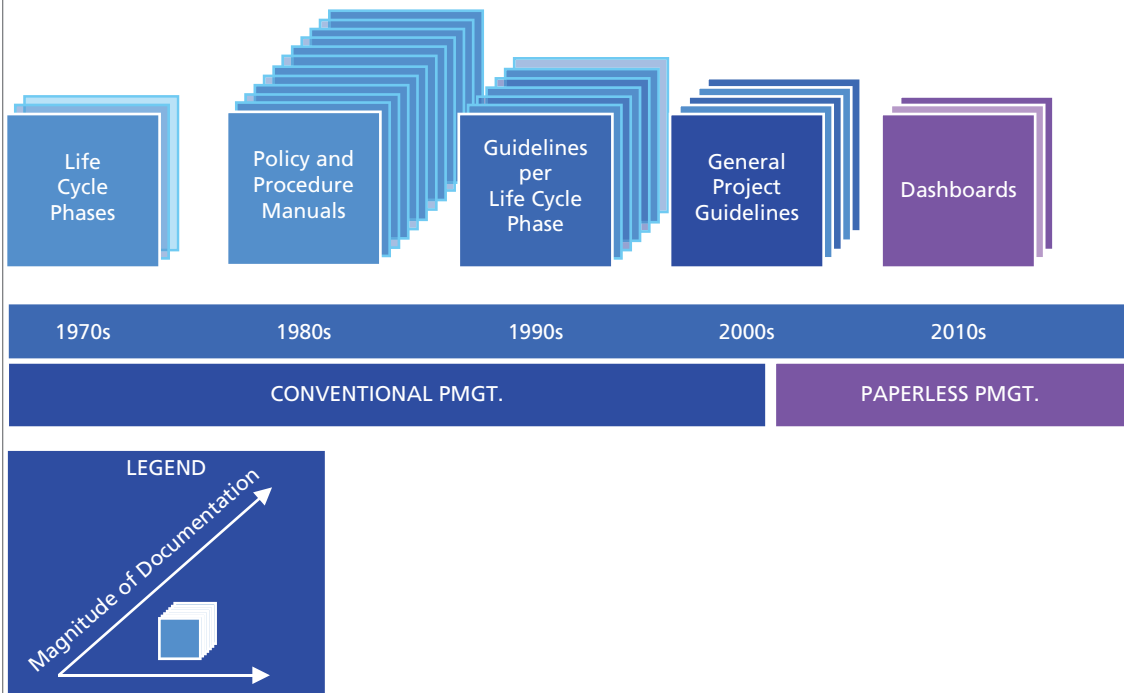 Life
Cycle
Phases
Policy and
Procedure
Manuals
Guidelines
per
Life Cycle
Phase
General
Project
Guidelines
Dashboards
1970s
1980s
1990s
2000s
2010s
CONVENTIONAL PMGT.
PAPERLESS PMGT.
LEGEND
Magnitude of Documentation